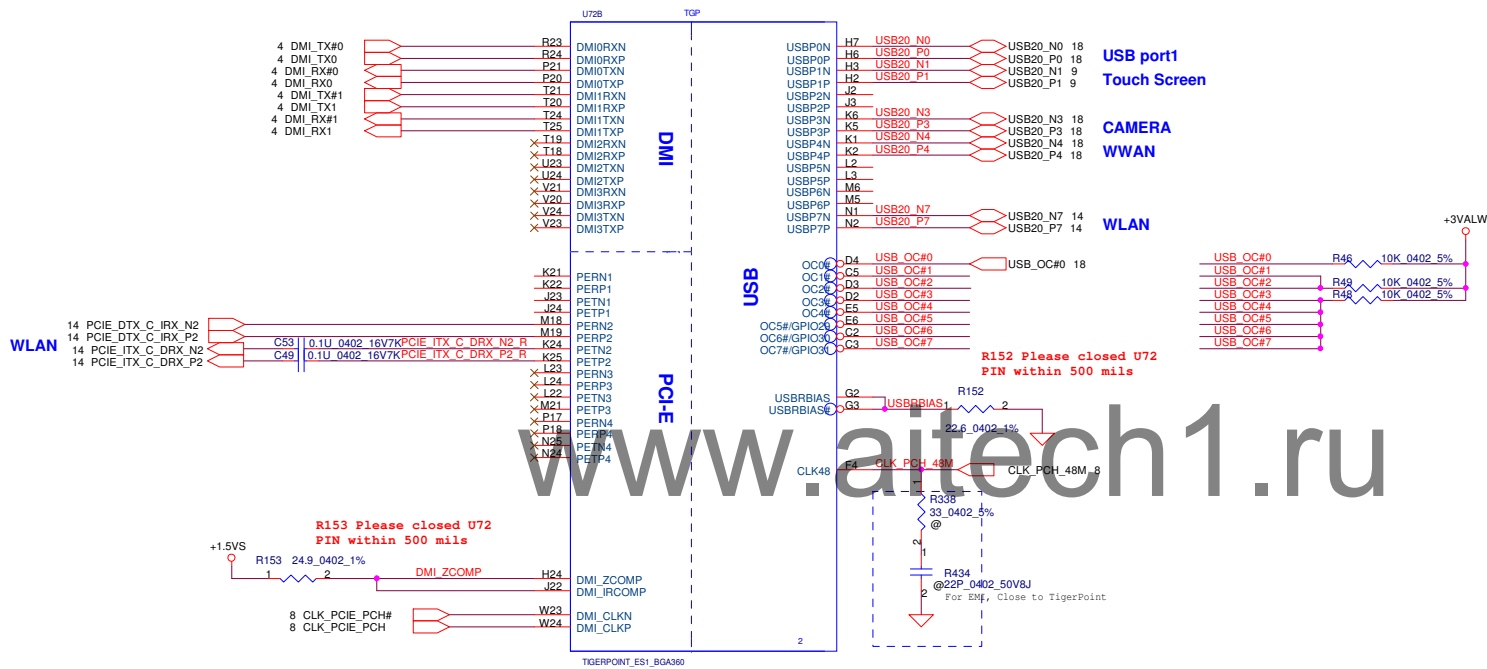 U72B
TGP
4 DMI_TX#0
4 DMI_TX0
4 DMI_RX#0
4 DMI_RX0
4 DMI_TX#1
4 DMI_TX1
4 DMI_RX#1
4 DMI_RX1
R23 DMI0RXN
R24 DMI0RXP
P21 DMI0TXN
P20 DMI0TXP
T21 DMI1RXN
T20 DMI1RXP
T24 DMI1TXN
T25 DMI1TXP
T19 DMI2RXN
T18 DMI2RXP
U23 DMI2TXN
U24 DMI2TXP
V21 DMI3RXN
V20 DMI3RXP
V24 DMI3TXN
V23 DMI3TXP
DMI
K21 PERN1
K22 PERP1
J23 PETN1
J24 PETP1
M18 PERN2
M19 PERP2
K24 PETN2
K25 PETP2
L23 PERN3
L24 PERP3
L22 PETN3
M21 PETP3
P17 PERN4
P18 PERP4
N25 PETN4
N24 PETP4
PCI-E
WLAN
14 PCIE_DTX_C_IRX_N2
14 PCIE_DTX_C_IRX_P2
14 PCIE_ITX_C_DRX_N2
14 PCIE_ITX_C_DRX_P2
C53 0.1U_0402_16V7K PCIE_ITX_C_DRX_N2_R
C49 0.1U_0402_16V7K PCIE_ITX_C_DRX_P2_R
R153 Please closed U72
PIN within 500 mils
+1.5VS
R153 24.9_0402_1%
1 2
DMI_ZCOMP
H24 DMI_ZCOMP
J22 DMI_IRCOMP
8 CLK_PCIE_PCH#
8 CLK_PCIE_PCH
W23 DMI_CLKN
W24 DMI_CLKP
2
TIGERPOINT_ES1_BGA360
USB
USBP0N H7 USB20_N0 USB20_N0 18
USBP0P H6 USB20_P0 USB20_P0 18
USB port1
USBP1N H3 USB20_N1 USB20_N1 9
USBP1P H2 USB20_P1 USB20_P1 9
Touch Screen
USBP2N J2
USBP2P J3
USBP3N K6 USB20_N3 USB20_N3 18
USBP3P K5 USB20_P3 USB20_P3 18
CAMERA
USBP4N K1 USB20_N4 USB20_N4 18
USBP4P K2 USB20_P4 USB20_P4 18
WWAN
USBP5N L2
USBP5P L3
USBP6N M6
USBP6P M5
USBP7N N1 USB20_N7 USB20_N7 14
USBP7P N2 USB20_P7 USB20_P7 14
WLAN
OC0# D4 USB_OC#0 USB_OC#0 18
OC1# C5 USB_OC#1
OC2# D3 USB_OC#2
OC3# D2 USB_OC#3
OC4# E5 USB_OC#4
OC5#/GPIO29 E6 USB_OC#5
OC6#/GPIO30 C2 USB_OC#6
OC7#/GPIO31 C3 USB_OC#7
+3VALW
USB_OC#0 R46 10K_0402_5%
USB_OC#1
USB_OC#2 R49 10K_0402_5%
USB_OC#3 R48 10K_0402_5%
USB_OC#4
USB_OC#5
USB_OC#6
USB_OC#7
R152 Please closed U72
PIN within 500 mils
USBRBIAS G2
USBRBIAS# G3 USBRBIAS
R152
1 2
22.6_0402_1%
CLK48 F4 CLK_PCH_48M CLK_PCH_48M 8
www.aitech1.ru
1
R338
33_0402_5%
@
2
1
R434
@22P_0402_50V8J
2
For EMI, Close to TigerPoint